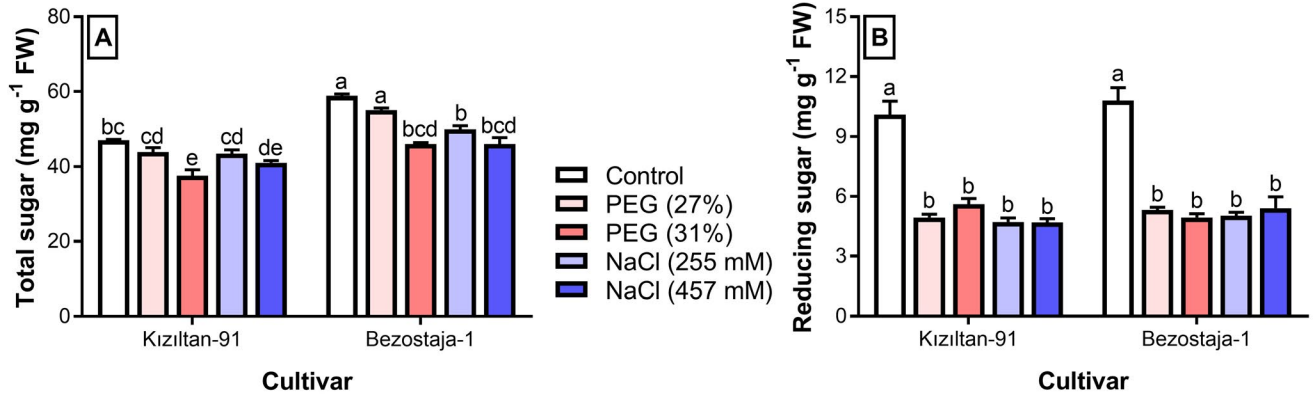 A
Total sugar (mg g-1 FW)
80
60
40
20
0
bc cd e cd de
a a bcd b bcd
Kızıltan-91 Bezostaja-1
Cultivar
Control
PEG (27%)
PEG (31%)
NaCl (255 mM)
NaCl (457 mM)
B
Reducing sugar (mg g-1 FW)
15
12
9
6
3
0
a b b b b
a b b b b
Kızıltan-91 Bezostaja-1
Cultivar